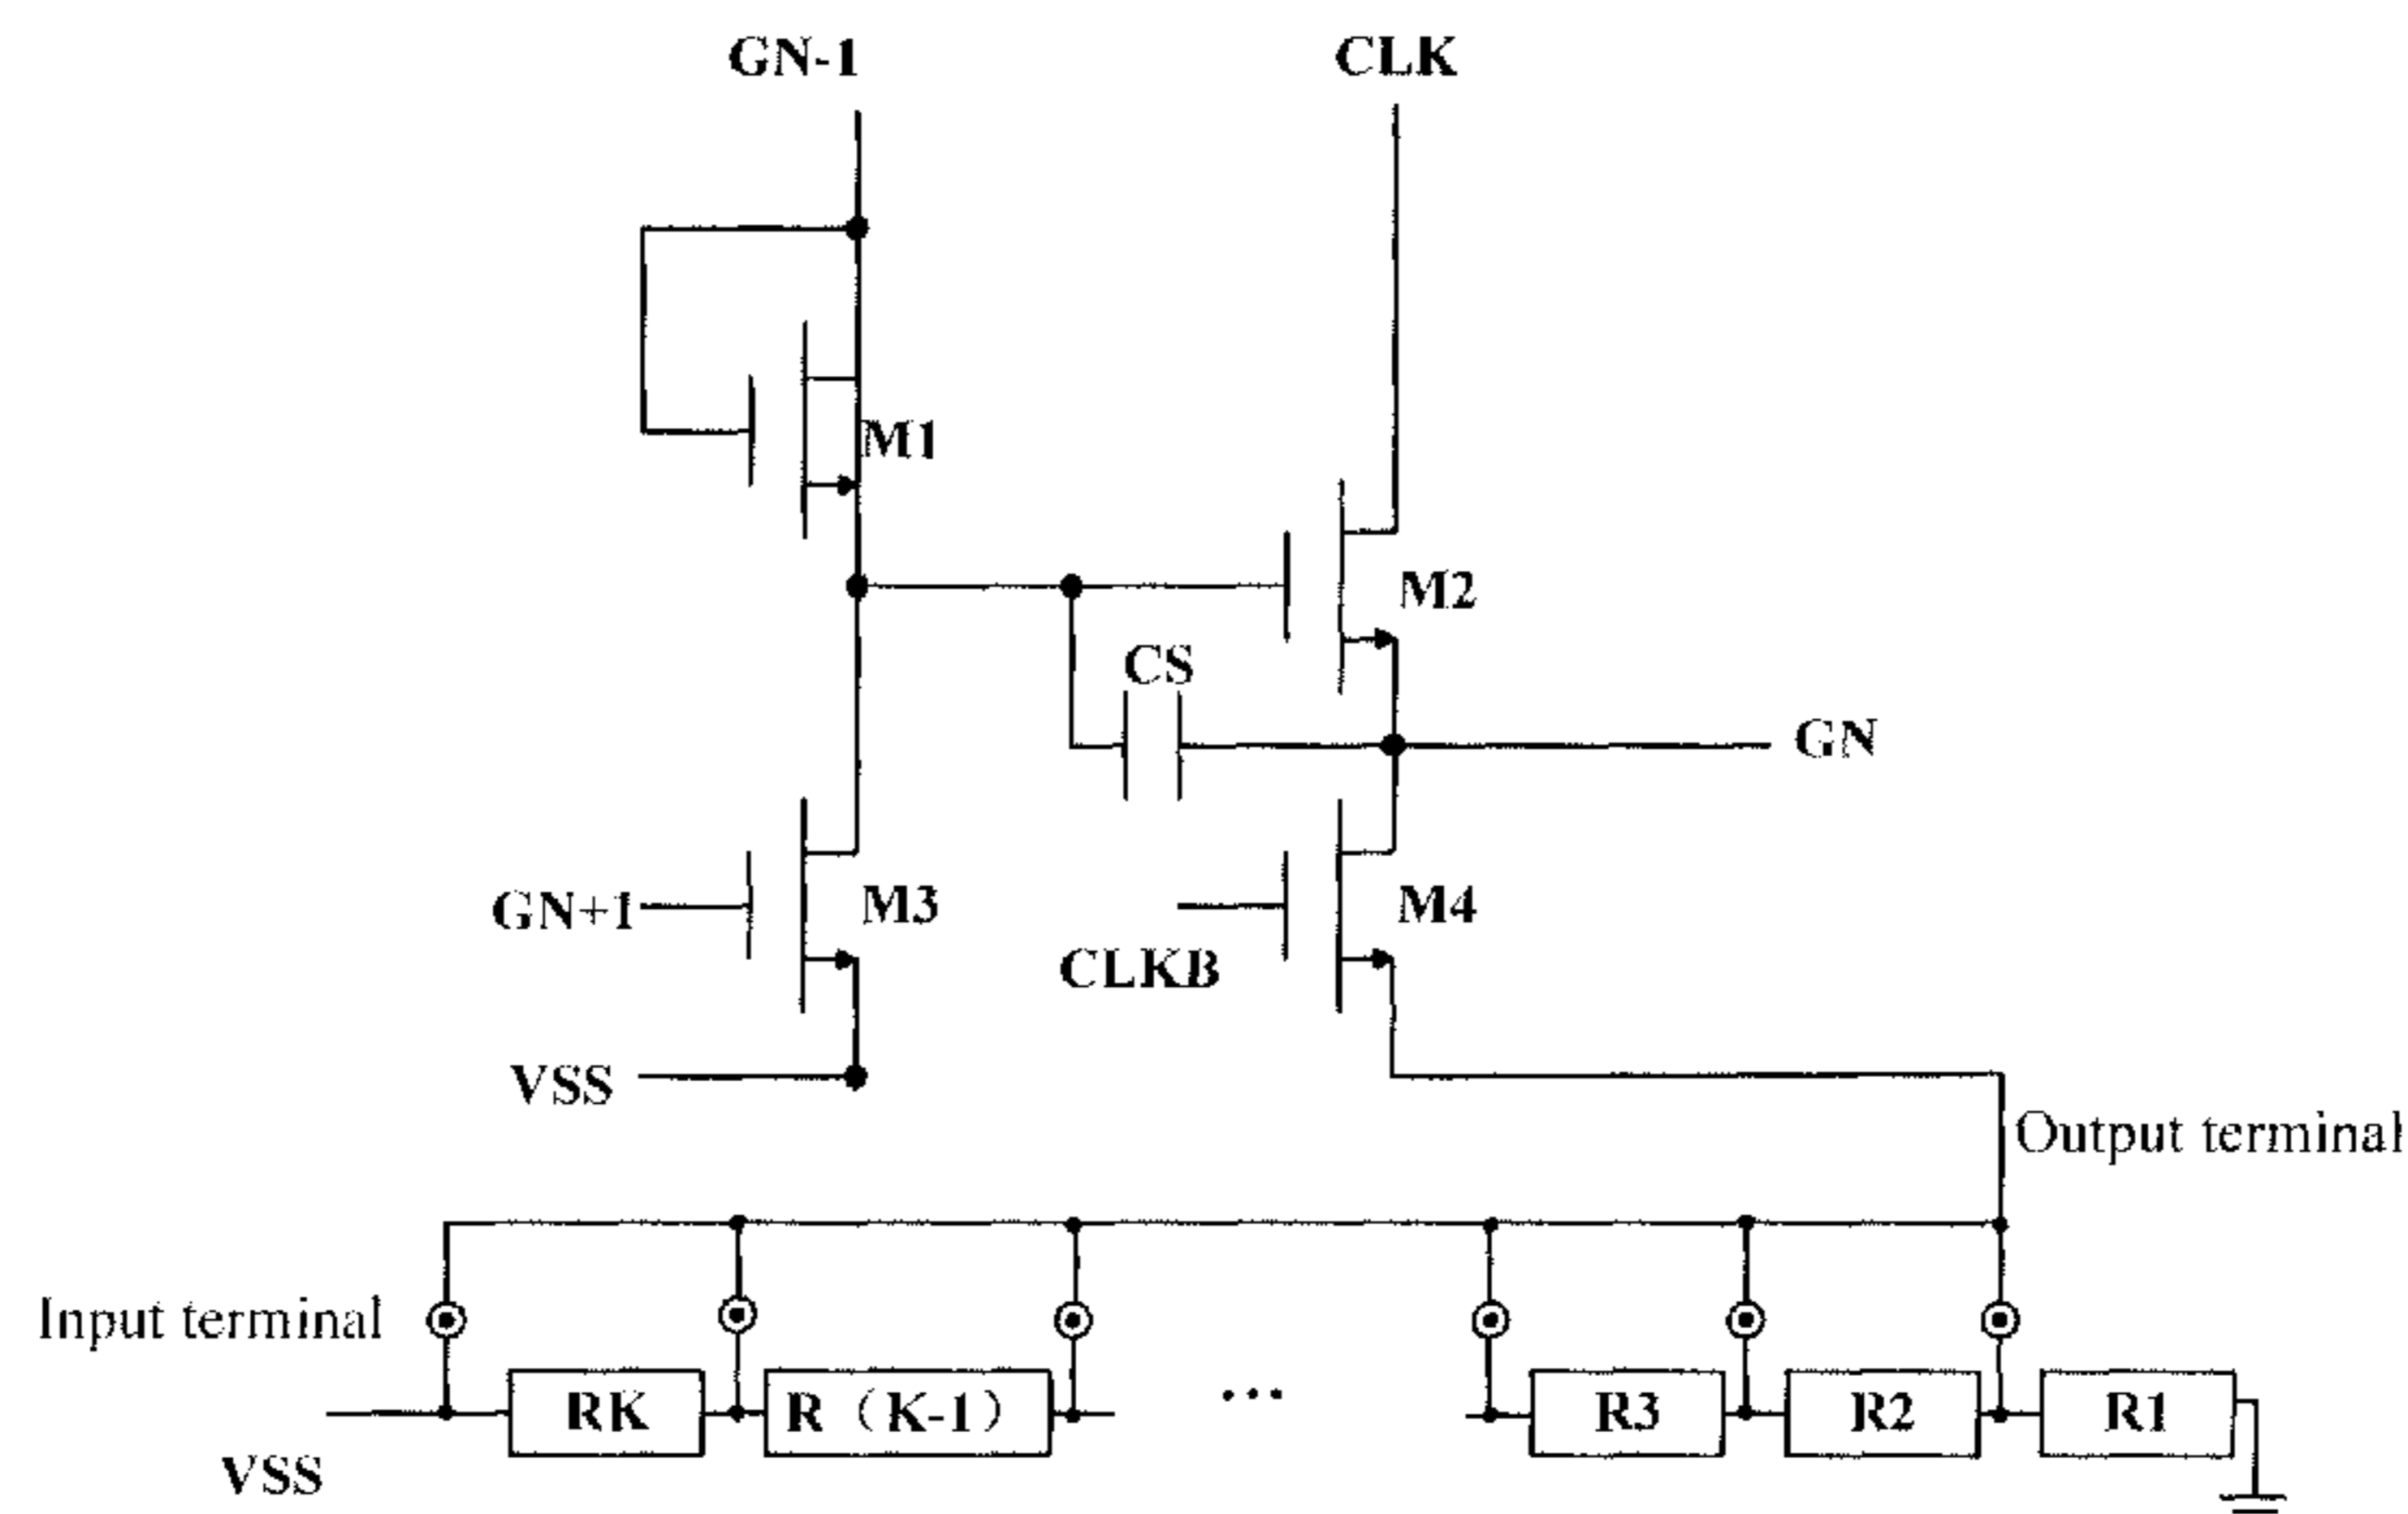 GN-1
CLK
M1
M2
CS
GN
GN+1
M3
M4
CLKB
VSS
Output terminal
Input terminal
RK
R（K-1）
...
R3
R2
R1
VSS